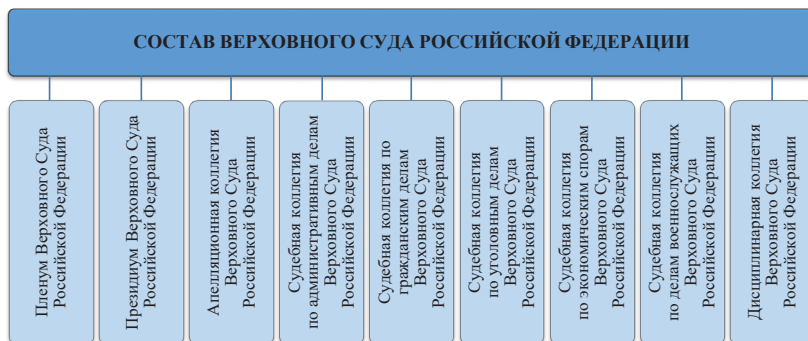 СОСТАВ ВЕРХОВНОГО СУДА РОССИЙСКОЙ ФЕДЕРАЦИИ
Пленум Верховного Суда
Российской Федерации
Президиум Верховного Суда
Российской Федерации
Апелляционная коллегия
Верховного Суда
Российской Федерации
Судебная коллегия
по административным делам
Верховного Суда
Российской Федерации
Судебная коллегия по
гражданским делам
Верховного Суда
Российской Федерации
Судебная коллегия
по уголовным делам
Верховного Суда
Российской Федерации
Судебная коллегия
по экономическим спорам
Верховного Суда
Российской Федерации
Судебная коллегия
по делам военнослужащих
Верховного Суда
Российской Федерации
Дисциплинарная коллегия
Верховного Суда
Российской Федерации